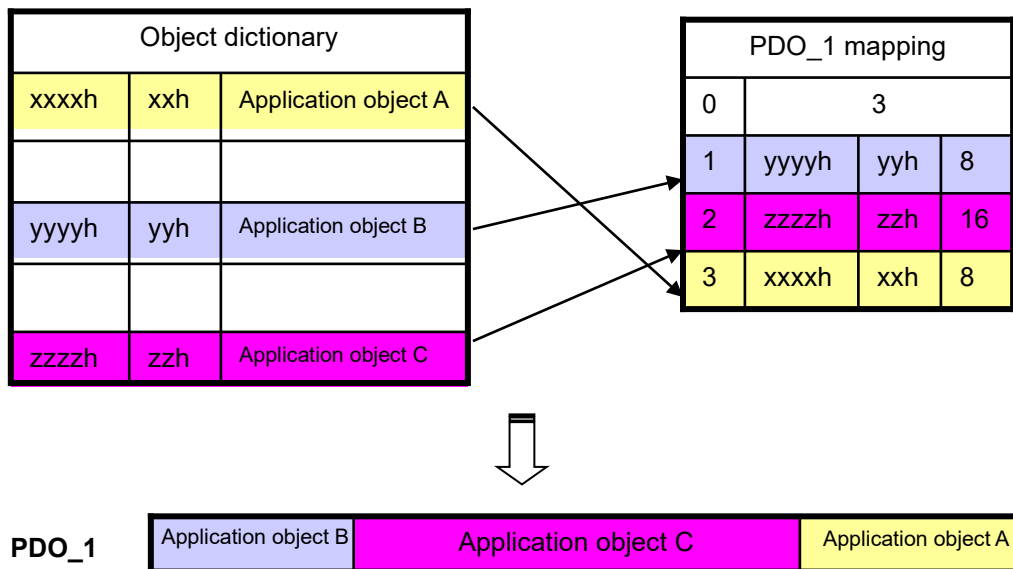 Object dictionary
xxxxh xxh Application object A
yyyyh yyh Application object B
zzzzh zzh Application object C
PDO_1 mapping
0 3
1 yyyyh yyh 8
2 zzzzh zzh 16
3 xxxxh xxh 8
PDO_1 Application object B Application object C Application object A